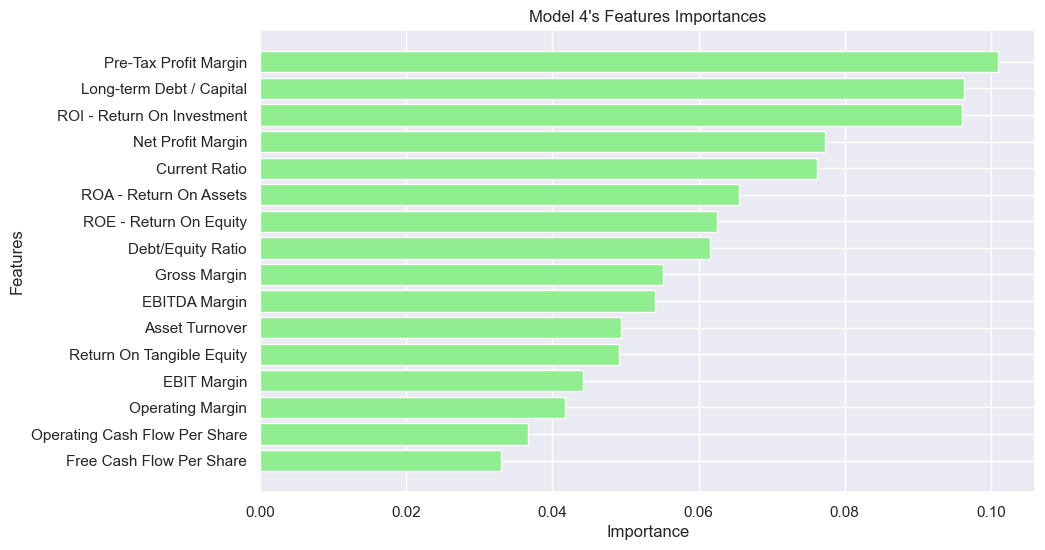 Model 4's Features Importances
Features
Pre-Tax Profit Margin
Long-term Debt / Capital
ROI - Return On Investment
Net Profit Margin
Current Ratio
ROA - Return On Assets
ROE - Return On Equity
Debt/Equity Ratio
Gross Margin
EBITDA Margin
Asset Turnover
Return On Tangible Equity
EBIT Margin
Operating Margin
Operating Cash Flow Per Share
Free Cash Flow Per Share
0.00 0.02 0.04 0.06 0.08 0.10
Importance